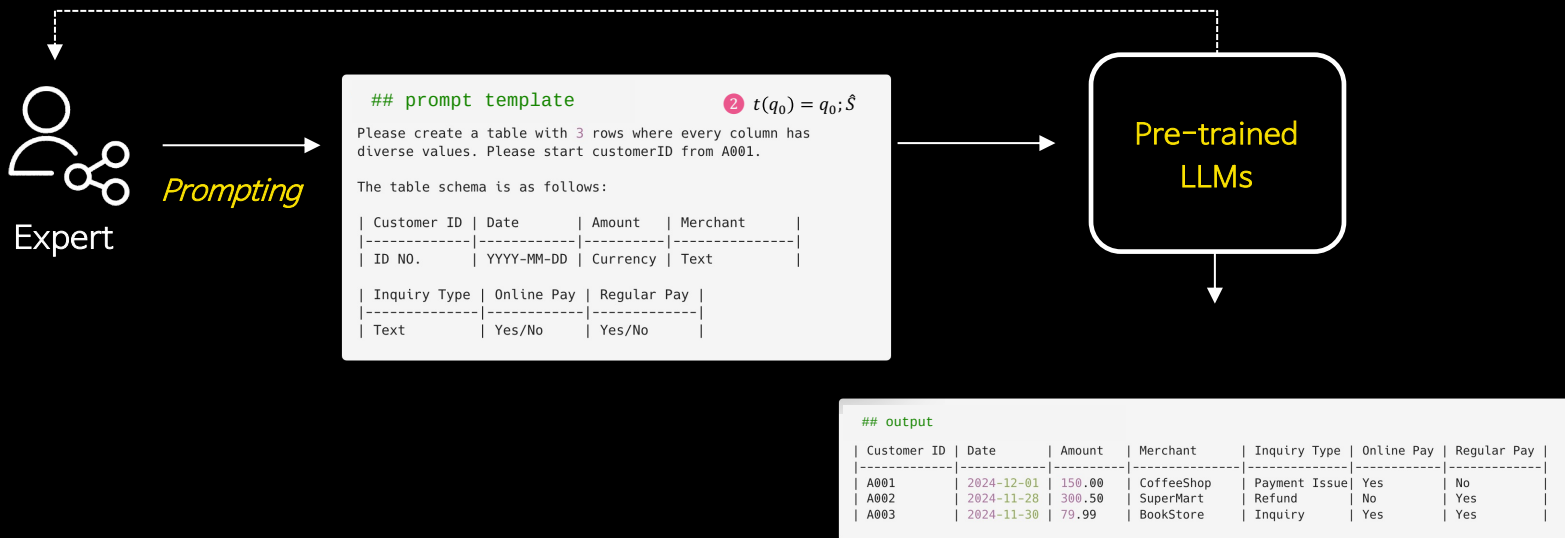 Expert
Prompting
## prompt template
2 t(q₀) = q₀; Ŝ
Please create a table with 3 rows where every column has
diverse values. Please start customerID from A001.
The table schema is as follows:
| Customer ID | Date       | Amount   | Merchant      |
|-------------|------------|----------|---------------|
| ID NO.      | YYYY-MM-DD | Currency | Text          |
| Inquiry Type | Online Pay | Regular Pay |
|--------------|------------|-------------|
| Text         | Yes/No     | Yes/No      |
Pre-trained
LLMs
## output
| Customer ID | Date       | Amount  | Merchant     | Inquiry Type | Online Pay | Regular Pay |
|------------|-----------|---------|-------------|-------------|-----------|------------|
| A001       | 2024-12-01 | 150.00  | CoffeeShop   | Payment Issue| Yes        | No          |
| A002       | 2024-11-28 | 300.50  | SuperMart    | Refund       | No         | Yes         |
| A003       | 2024-11-30 | 79.99   | BookStore    | Inquiry      | Yes        | Yes         |